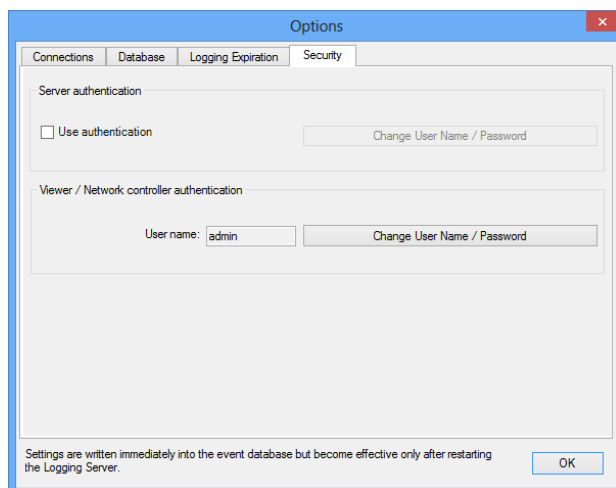 Options
Connections Database Logging Expiration Security
Server authentication
Use authentication Change User Name / Password
Viewer / Network controller authentication
User name: admin Change User Name / Password
Settings are written immediately into the event database but become effective only after restarting
the Logging Server.
OK